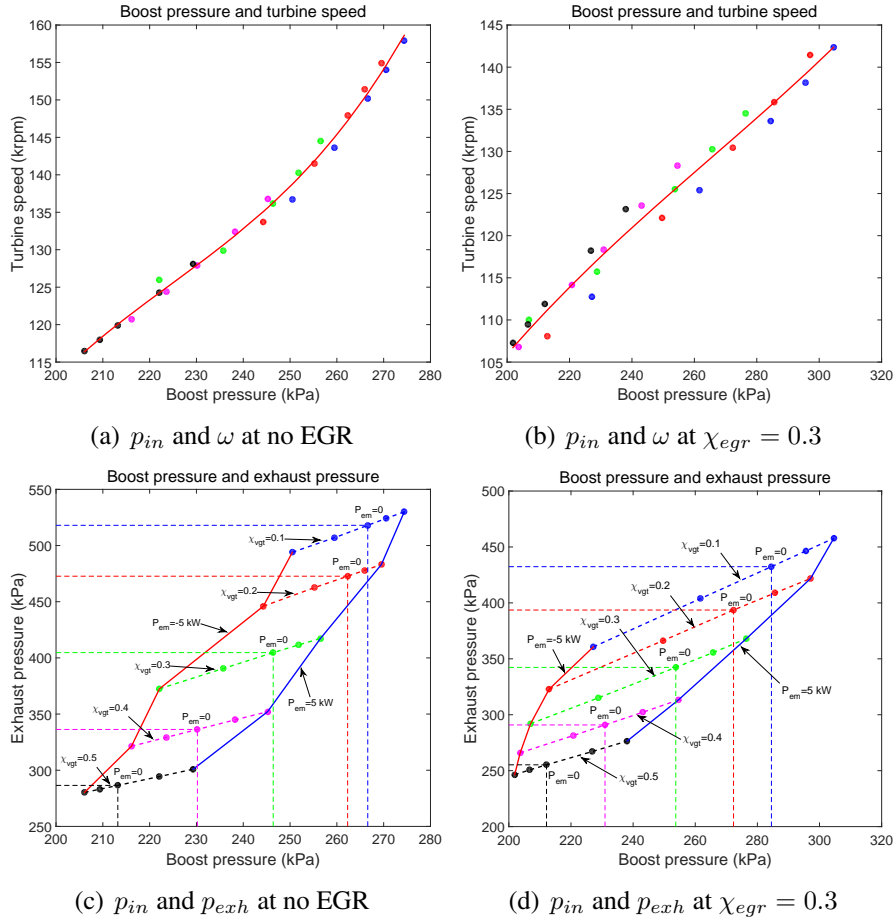 Boost pressure and turbine speed
160
155
150
145
140
135
130
125
120
115
Turbine speed (krpm)
200 210 220 230 240 250 260 270 280
Boost pressure (kPa)
(a) p_in and ω at no EGR
Boost pressure and turbine speed
145
140
135
130
125
120
115
110
105
Turbine speed (krpm)
200 220 240 260 280 300 320
Boost pressure (kPa)
(b) p_in and ω at χ_egr = 0.3
Boost pressure and exhaust pressure
550
500
450
400
350
300
250
Exhaust pressure (kPa)
P_em=0
χ_vgt=0.1
P_em=0
χ_vgt=0.2
P_em=-5 kW
P_em=0
χ_vgt=0.3
P_em=5 kW
χ_vgt=0.4
P_em=0
χ_vgt=0.5
P_em=0
200 210 220 230 240 250 260 270 280
Boost pressure (kPa)
(c) p_in and p_exh at no EGR
Boost pressure and exhaust pressure
500
450
400
350
300
250
200
Exhaust pressure (kPa)
P_em=0
χ_vgt=0.1
χ_vgt=0.2
P_em=0
χ_vgt=0.3
P_em=-5 kW
P_em=0
P_em=5 kW
P_em=0
χ_vgt=0.4
P_em=0
χ_vgt=0.5
200 220 240 260 280 300 320
Boost pressure (kPa)
(d) p_in and p_exh at χ_egr = 0.3